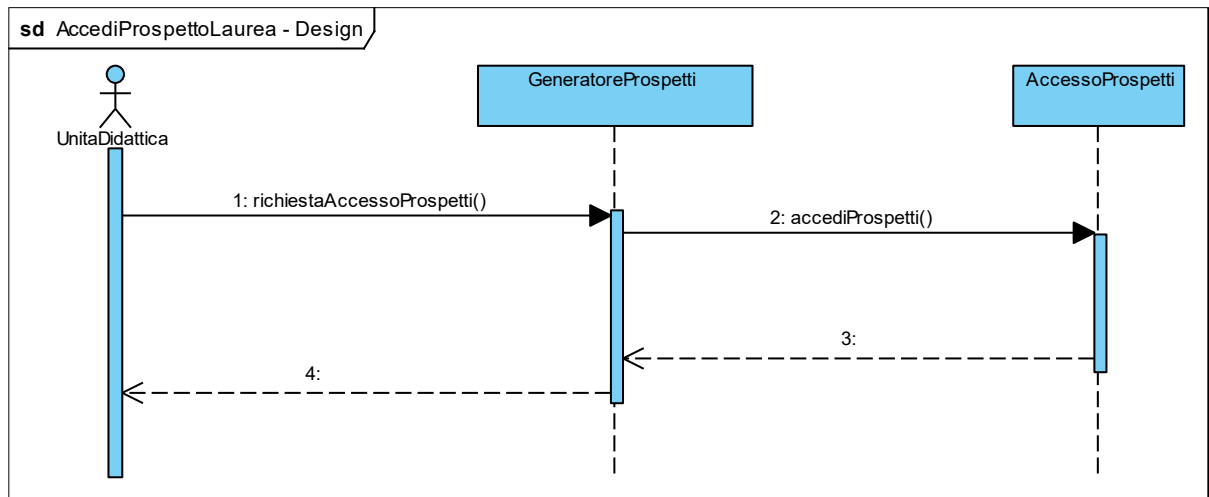 sd AccediProspettoLaurea - Design
UnitaDidattica
GeneratoreProspetti
AccessoProspetti
1: richiestaAccessoProspetti()
2: accediProspetti()
3:
4: